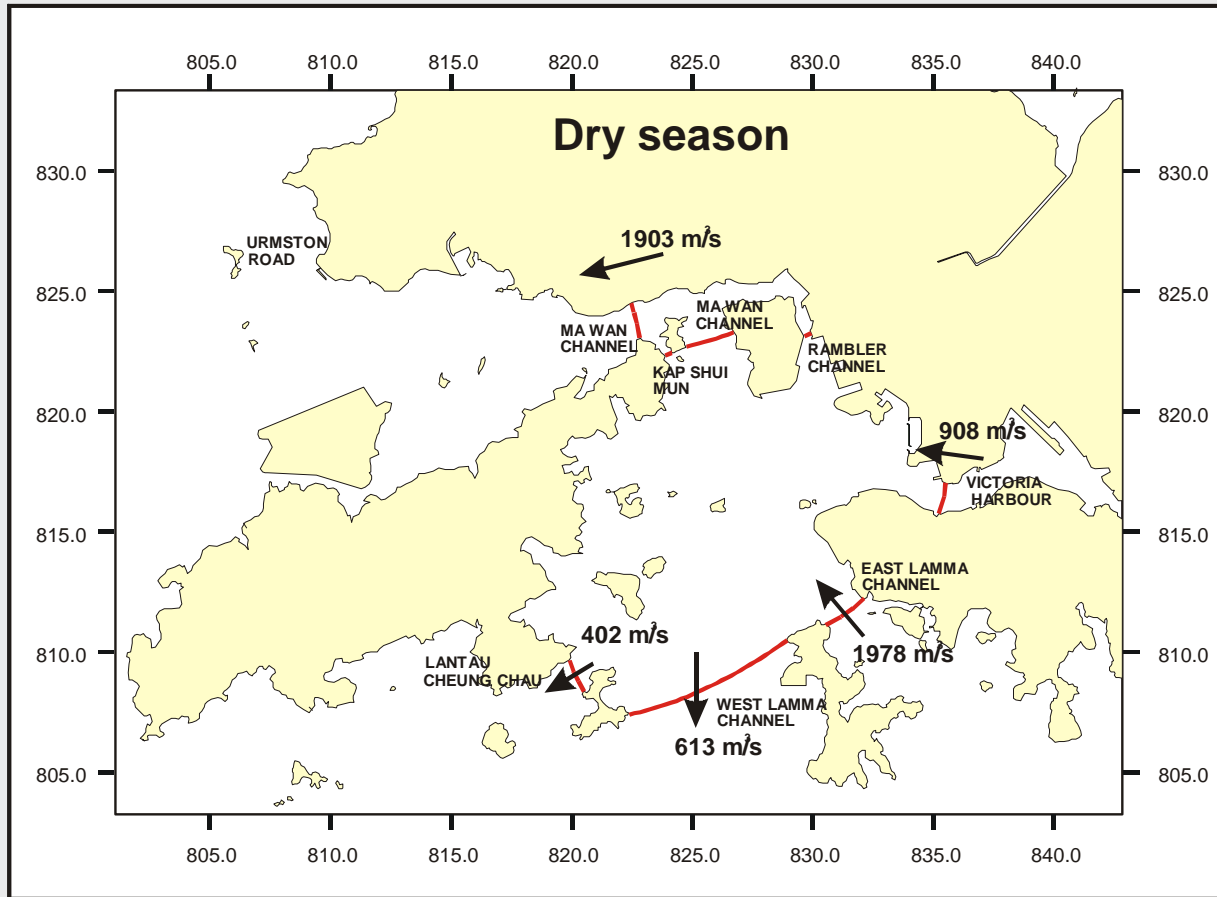 805.0 810.0 815.0 820.0 825.0 830.0 835.0 840.0
Dry season
830.0 830.0
URMSTON
ROAD
1903 m³/s
825.0 825.0
MA WAN
CHANNEL
MA WAN
CHANNEL
RAMBLER
CHANNEL
KAP SHUI
MUN
820.0 820.0
908 m³/s
VICTORIA
HARBOUR
815.0 815.0
EAST LAMMA
CHANNEL
402 m³/s
1978 m³/s
810.0 810.0
LANTAU
CHEUNG CHAU
WEST LAMMA
CHANNEL
613 m³/s
805.0 805.0
805.0 810.0 815.0 820.0 825.0 830.0 835.0 840.0